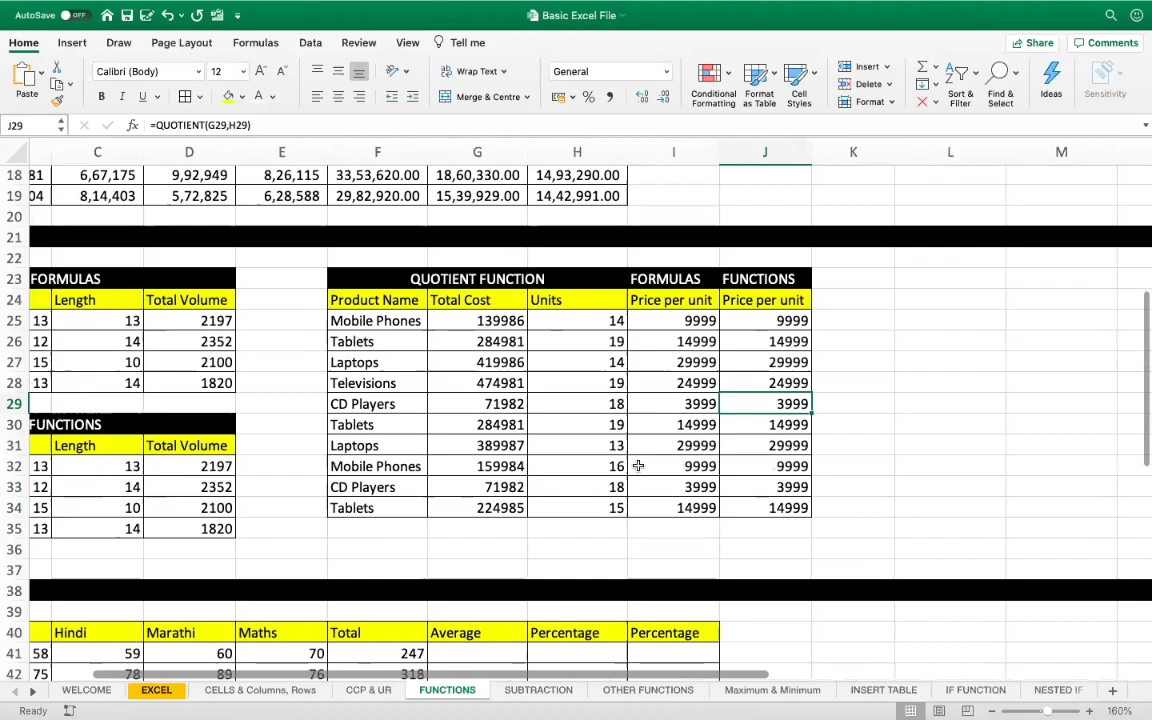 AutoSave OFF Basic Excel File
Home Insert Draw Page Layout Formulas Data Review View Tell me Share Comments
Paste Calibri (Body) 12 A A Wrap Text General Conditional Formatting Format as Table Cell Styles Insert Sort & Filter Find & Select Ideas Sensitivity
B I U A Merge & Centre % Delete Format
J29 fx =QUOTIENT(G29,H29)
C D E F G H I J K L M
18 81 6,67,175 9,92,949 8,26,115 33,53,620.00 18,60,330.00 14,93,290.00
19 04 8,14,403 5,72,825 6,28,588 29,82,920.00 15,39,929.00 14,42,991.00
20
21
22
23 FORMULAS QUOTIENT FUNCTION FORMULAS FUNCTIONS
24 Length Total Volume Product Name Total Cost Units Price per unit Price per unit
25 13 13 2197 Mobile Phones 139986 14 9999 9999
26 12 14 2352 Tablets 284981 19 14999 14999
27 15 10 2100 Laptops 419986 14 29999 29999
28 13 14 1820 Televisions 474981 19 24999 24999
29 CD Players 71982 18 3999 3999
30 FUNCTIONS Tablets 284981 19 14999 14999
31 Length Total Volume Laptops 389987 13 29999 29999
32 13 13 2197 Mobile Phones 159984 16 9999 9999
33 12 14 2352 CD Players 71982 18 3999 3999
34 15 10 2100 Tablets 224985 15 14999 14999
35 13 14 1820
36
37
38
39
40 Hindi Marathi Maths Total Average Percentage Percentage
41 58 59 60 70 247
42 75 78 89 76 318
WELCOME EXCEL CELLS & Columns, Rows CCP & UR FUNCTIONS SUBTRACTION OTHER FUNCTIONS Maximum & Minimum INSERT TABLE IF FUNCTION NESTED IF
Ready 160%